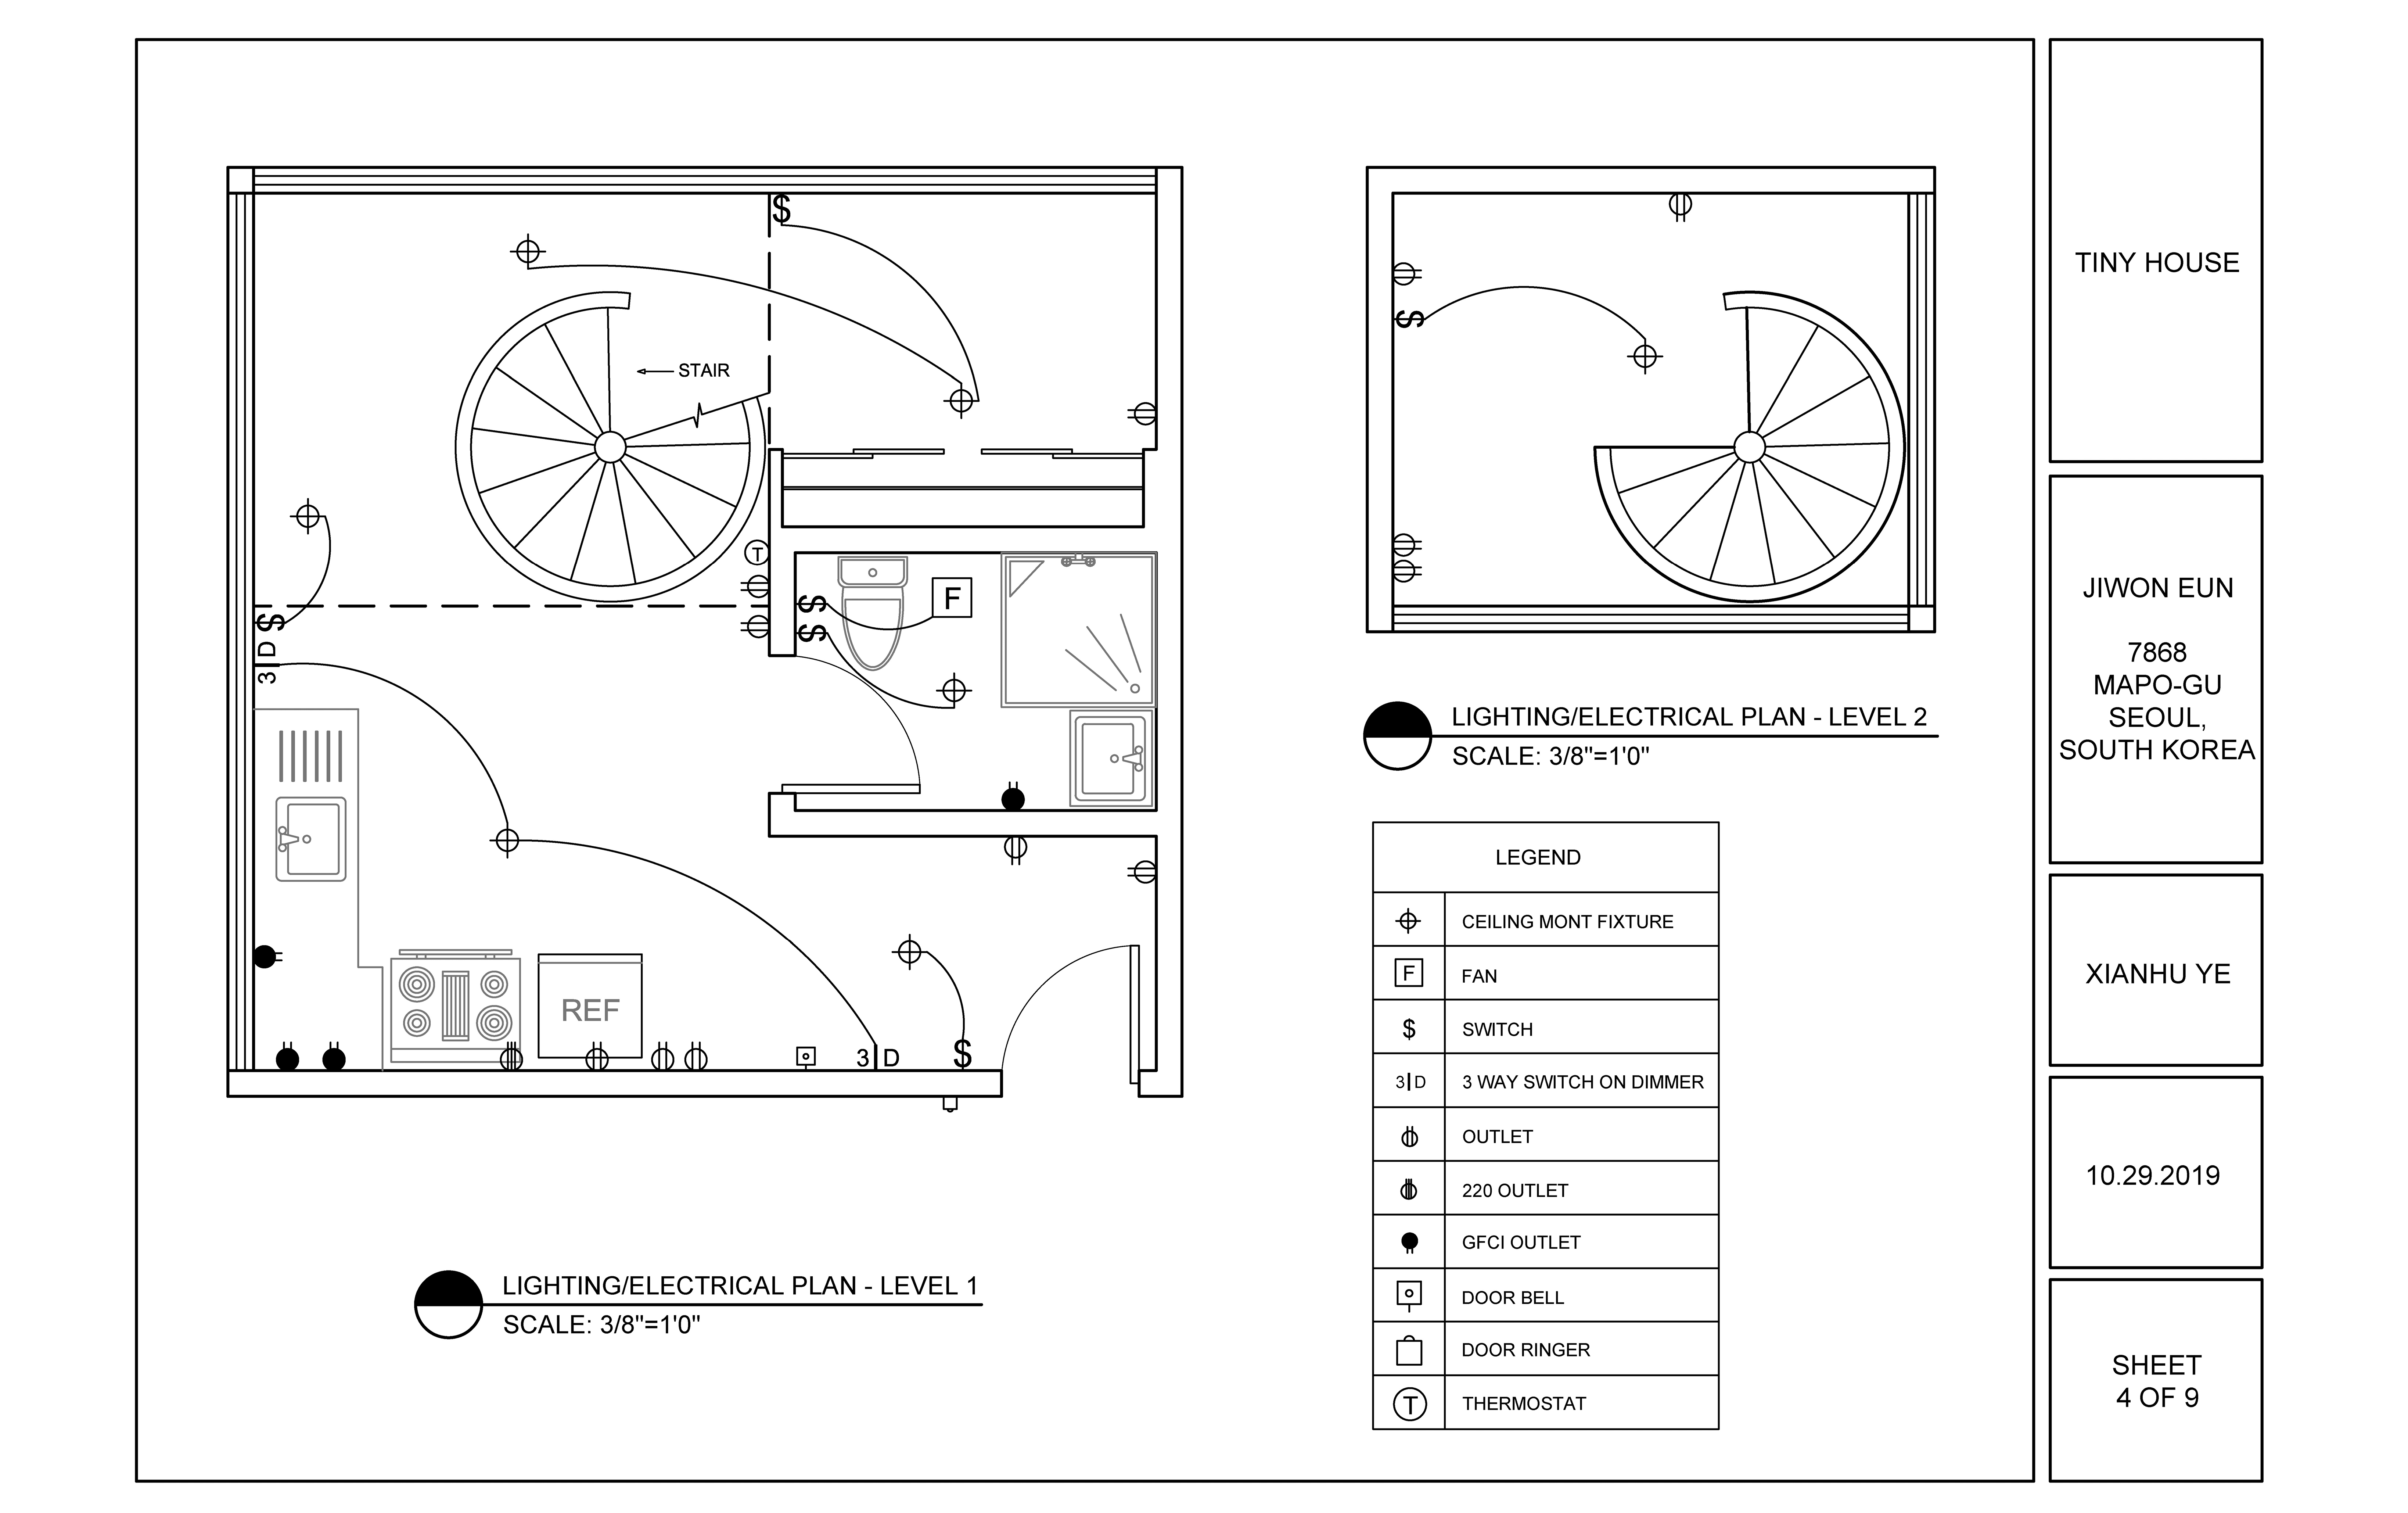 $
STAIR
T
$
F
$
$
D
3
REF
3 D
$
LIGHTING/ELECTRICAL PLAN - LEVEL 1
SCALE: 3/8"=1'0"
$
LIGHTING/ELECTRICAL PLAN - LEVEL 2
SCALE: 3/8"=1'0"
LEGEND
CEILING MONT FIXTURE
F FAN
$ SWITCH
3|D 3 WAY SWITCH ON DIMMER
OUTLET
220 OUTLET
GFCI OUTLET
DOOR BELL
DOOR RINGER
T THERMOSTAT
TINY HOUSE
JIWON EUN
7868
MAPO-GU
SEOUL,
SOUTH KOREA
XIANHU YE
10.29.2019
SHEET
4 OF 9